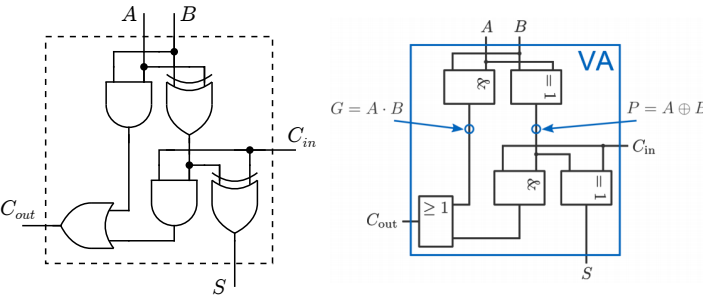 A B
C_in
C_out
S
A B
VA
& =1
G = A · B
P = A ⊕ B
C_in
& =1
≥ 1
C_out
S